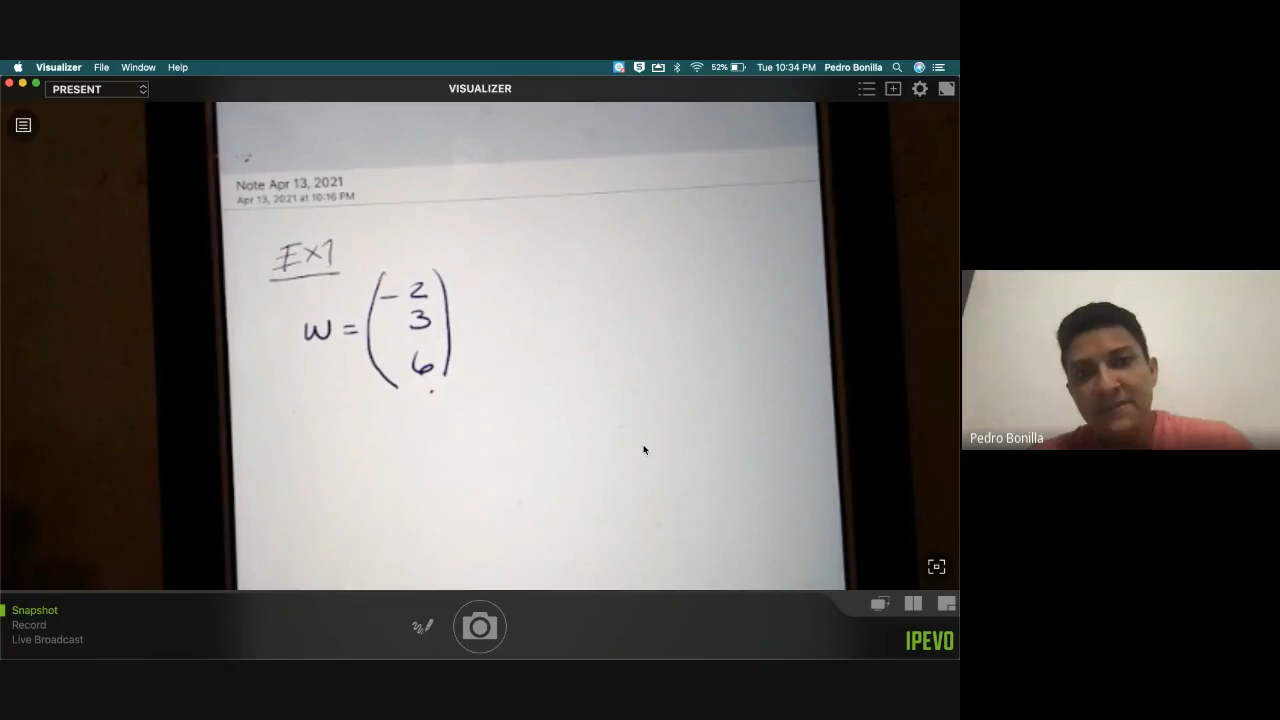 Visualizer File Window Help 52% Tue 10:34 PM Pedro Bonilla
PRESENT
VISUALIZER
Note Apr 13, 2021
Apr 13, 2021 at 10:16 PM
EX1
w = (-2
3
6)
Pedro Bonilla
Snapshot
Record
Live Broadcast
IPEVO